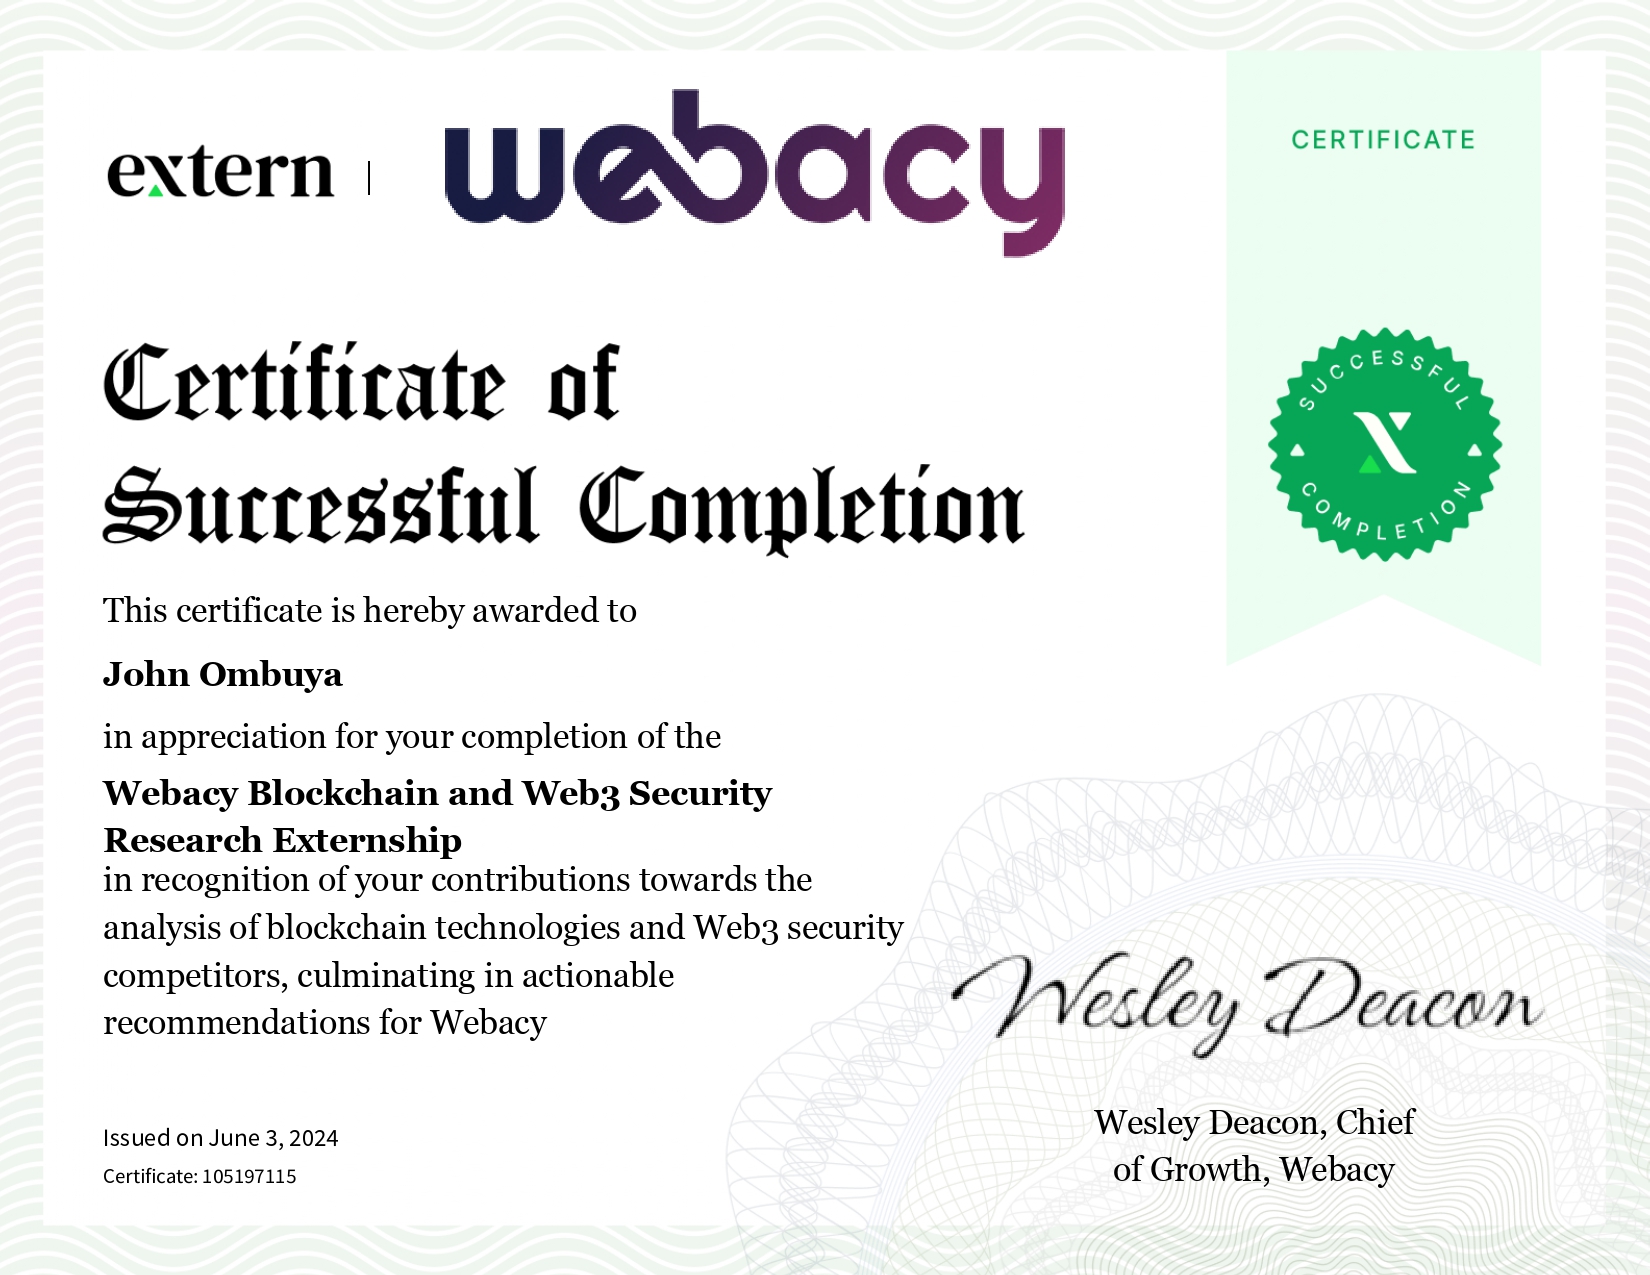 extern | webacy
CERTIFICATE
SUCCESSFUL
COMPLETION
Certificate of
Successful Completion
This certificate is hereby awarded to
John Ombuya
in appreciation for your completion of the
Webacy Blockchain and Web3 Security
Research Externship
in recognition of your contributions towards the
analysis of blockchain technologies and Web3 security
competitors, culminating in actionable
recommendations for Webacy
Wesley Deacon
Wesley Deacon, Chief
of Growth, Webacy
Issued on June 3, 2024
Certificate: 105197115